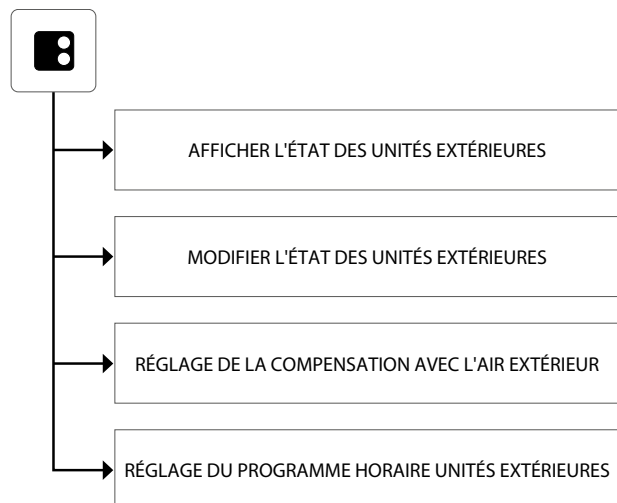 AFFICHER L'ÉTAT DES UNITÉS EXTÉRIEURES
MODIFIER L'ÉTAT DES UNITÉS EXTÉRIEURES
RÉGLAGE DE LA COMPENSATION AVEC L'AIR EXTÉRIEUR
RÉGLAGE DU PROGRAMME HORAIRE UNITÉS EXTÉRIEURES